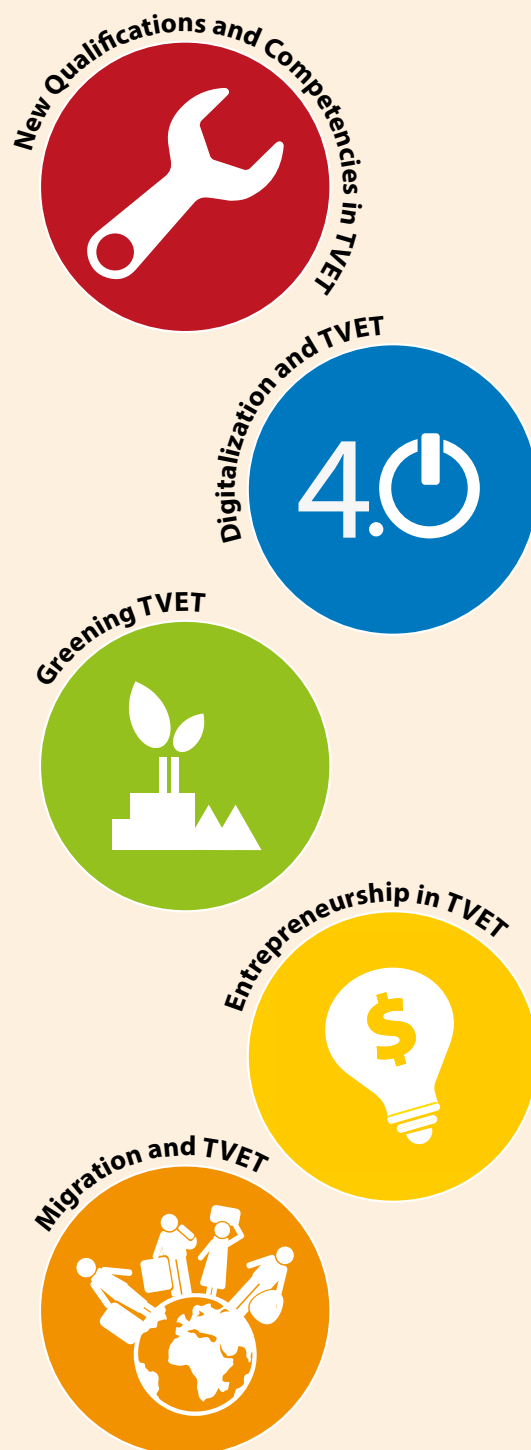 New Qualifications and Competencies in TVET
Digitalization and TVET
4.0
Greening TVET
Entrepreneurship in TVET
$
Migration and TVET